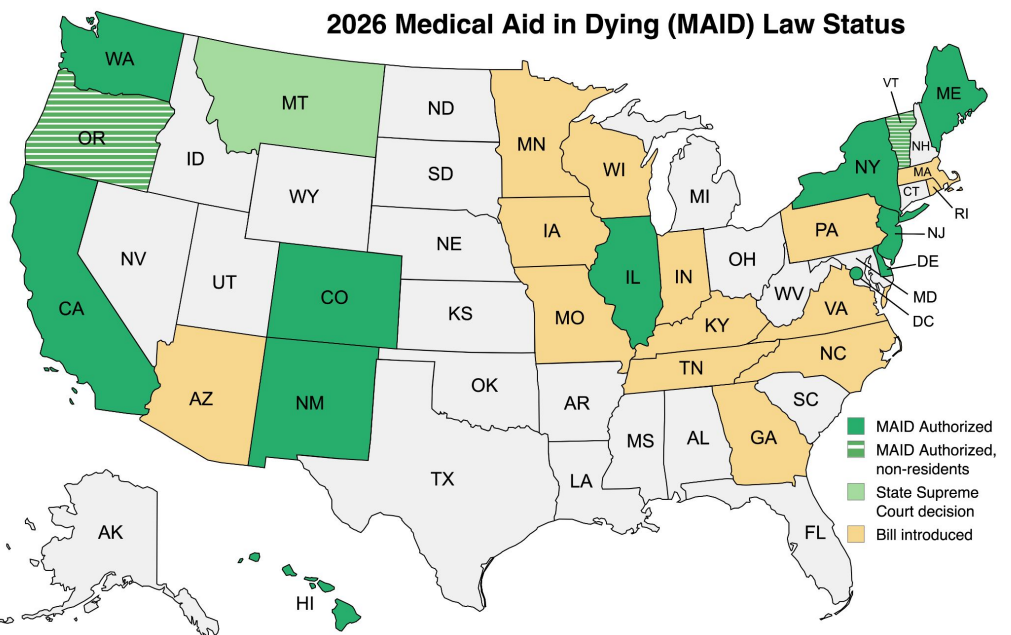 2026 Medical Aid in Dying (MAID) Law Status
WA
MT
ND
MN
VT
ME
OR
ID
SD
WI
MI
NY
NH
MA
CT
RI
WY
NE
IA
PA
NJ
NV
UT
CO
KS
MO
IL
IN
OH
WV
DE
MD
DC
CA
KY
VA
AZ
NM
OK
AR
TN
NC
SC
TX
LA
MS
AL
GA
FL
AK
HI
MAID Authorized
MAID Authorized,
non-residents
State Supreme
Court decision
Bill introduced